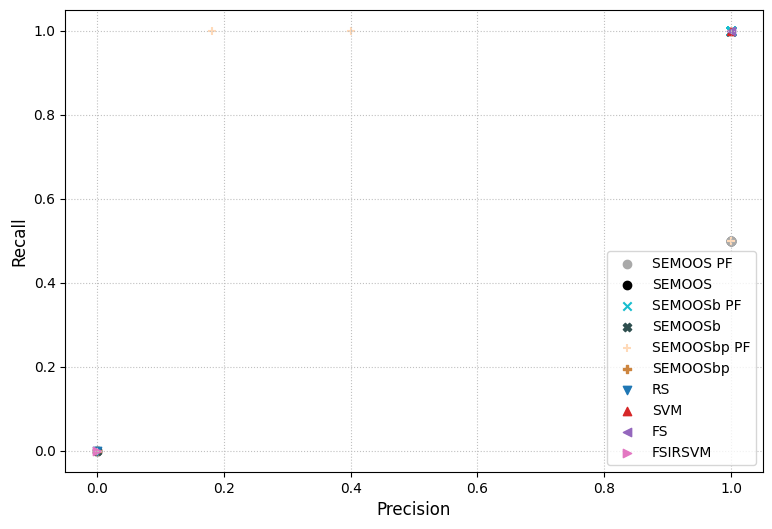 1.0
0.8
0.6
0.4
0.2
0.0
Recall
0.0 0.2 0.4 0.6 0.8 1.0
Precision
SEMOOS PF
SEMOOS
SEMOOSb PF
SEMOOSb
SEMOOSbp PF
SEMOOSbp
RS
SVM
FS
FSIRSVM